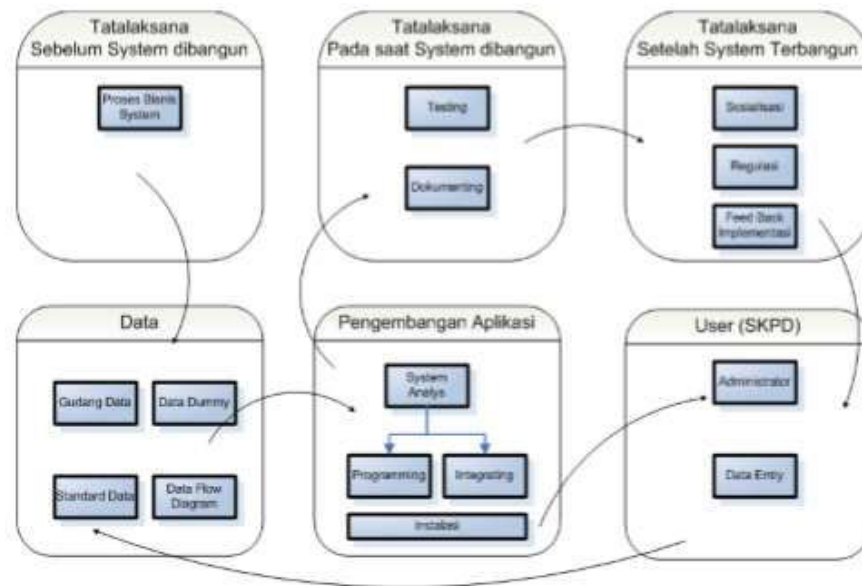 Tatalaksana
Sebelum System dibangun
Proses Bisnis
System
Tatalaksana
Pada saat System dibangun
Testing
Dokumenting
Tatalaksana
Setelah System Terbangun
Sosialisasi
Regulasi
Feed Back
Implementasi
Data
Gudang Data
Data Dummy
Standard Data
Data Flow
Diagram
Pengembangan Aplikasi
System
Analys
Programming
Integrating
Instalasi
User (SKPD)
Administrator
Data Entry